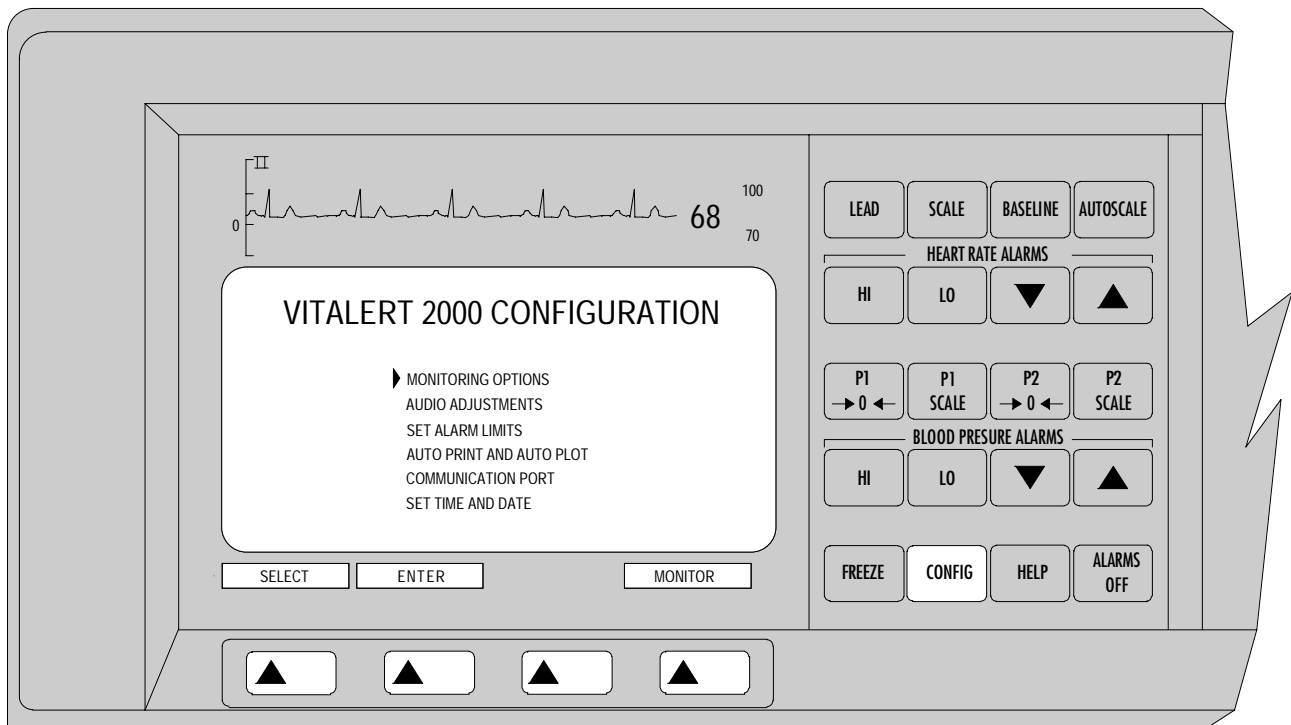 II
0
68
100
70
VITALERT 2000 CONFIGURATION
MONITORING OPTIONS
AUDIO ADJUSTMENTS
SET ALARM LIMITS
AUTO PRINT AND AUTO PLOT
COMMUNICATION PORT
SET TIME AND DATE
SELECT
ENTER
MONITOR
LEAD
SCALE
BASELINE
AUTOSCALE
HEART RATE ALARMS
HI
LO
P1
0
P1
SCALE
P2
0
P2
SCALE
BLOOD PRESURE ALARMS
HI
LO
FREEZE
CONFIG
HELP
ALARMS
OFF